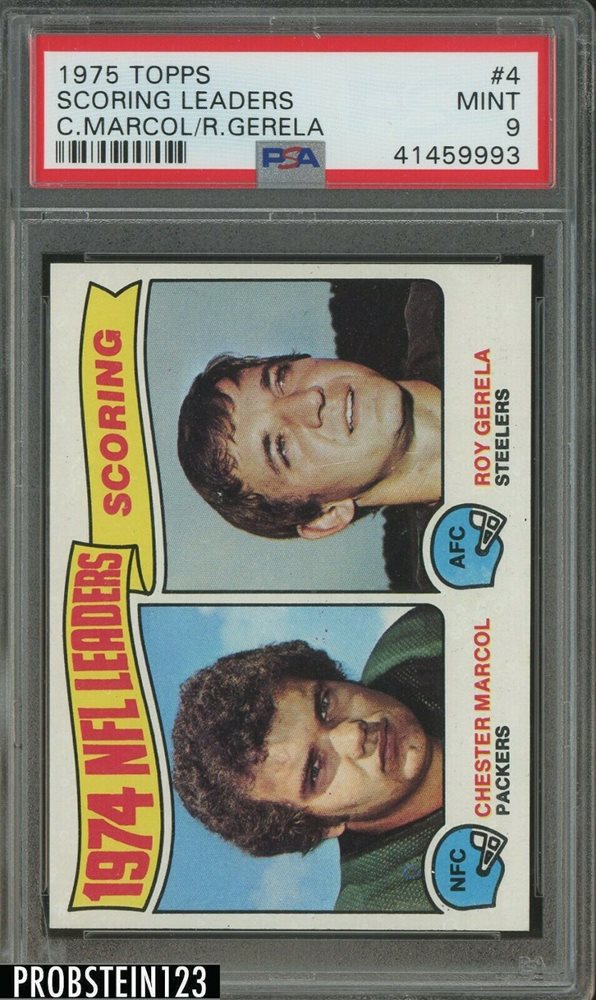 1975 TOPPS #4
SCORING LEADERS MINT
C.MARCOL/R.GERELA 9
PSA 41459993
1974 NFL LEADERS
SCORING
NFC
CHESTER MARCOL
PACKERS
AFC
ROY GERELA
STEELERS
PROBSTEIN123